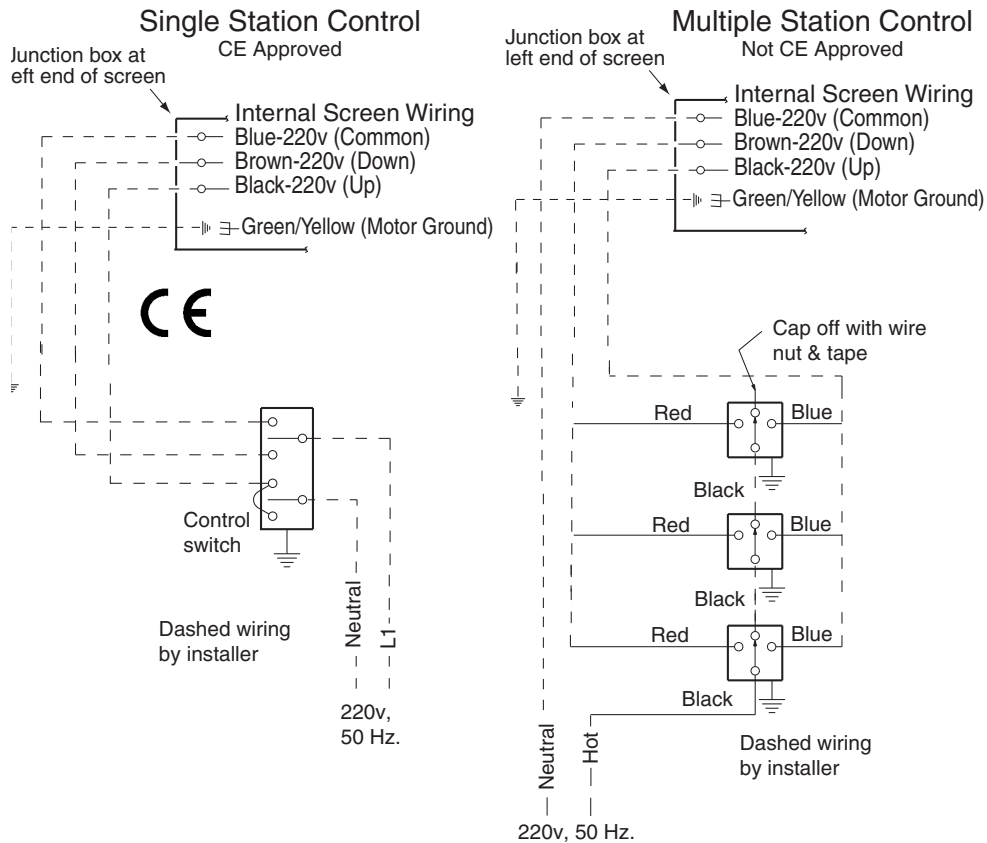 Single Station Control
CE Approved
Junction box at
eft end of screen
Internal Screen Wiring
Blue-220v (Common)
Brown-220v (Down)
Black-220v (Up)
Green/Yellow (Motor Ground)
CE
Control
switch
Dashed wiring
by installer
Neutral
L1
220v,
50 Hz.
Multiple Station Control
Not CE Approved
Junction box at
left end of screen
Internal Screen Wiring
Blue-220v (Common)
Brown-220v (Down)
Black-220v (Up)
Green/Yellow (Motor Ground)
Cap off with wire
nut & tape
Red
Blue
Black
Red
Blue
Black
Red
Blue
Black
Neutral
Hot
Dashed wiring
by installer
220v, 50 Hz.